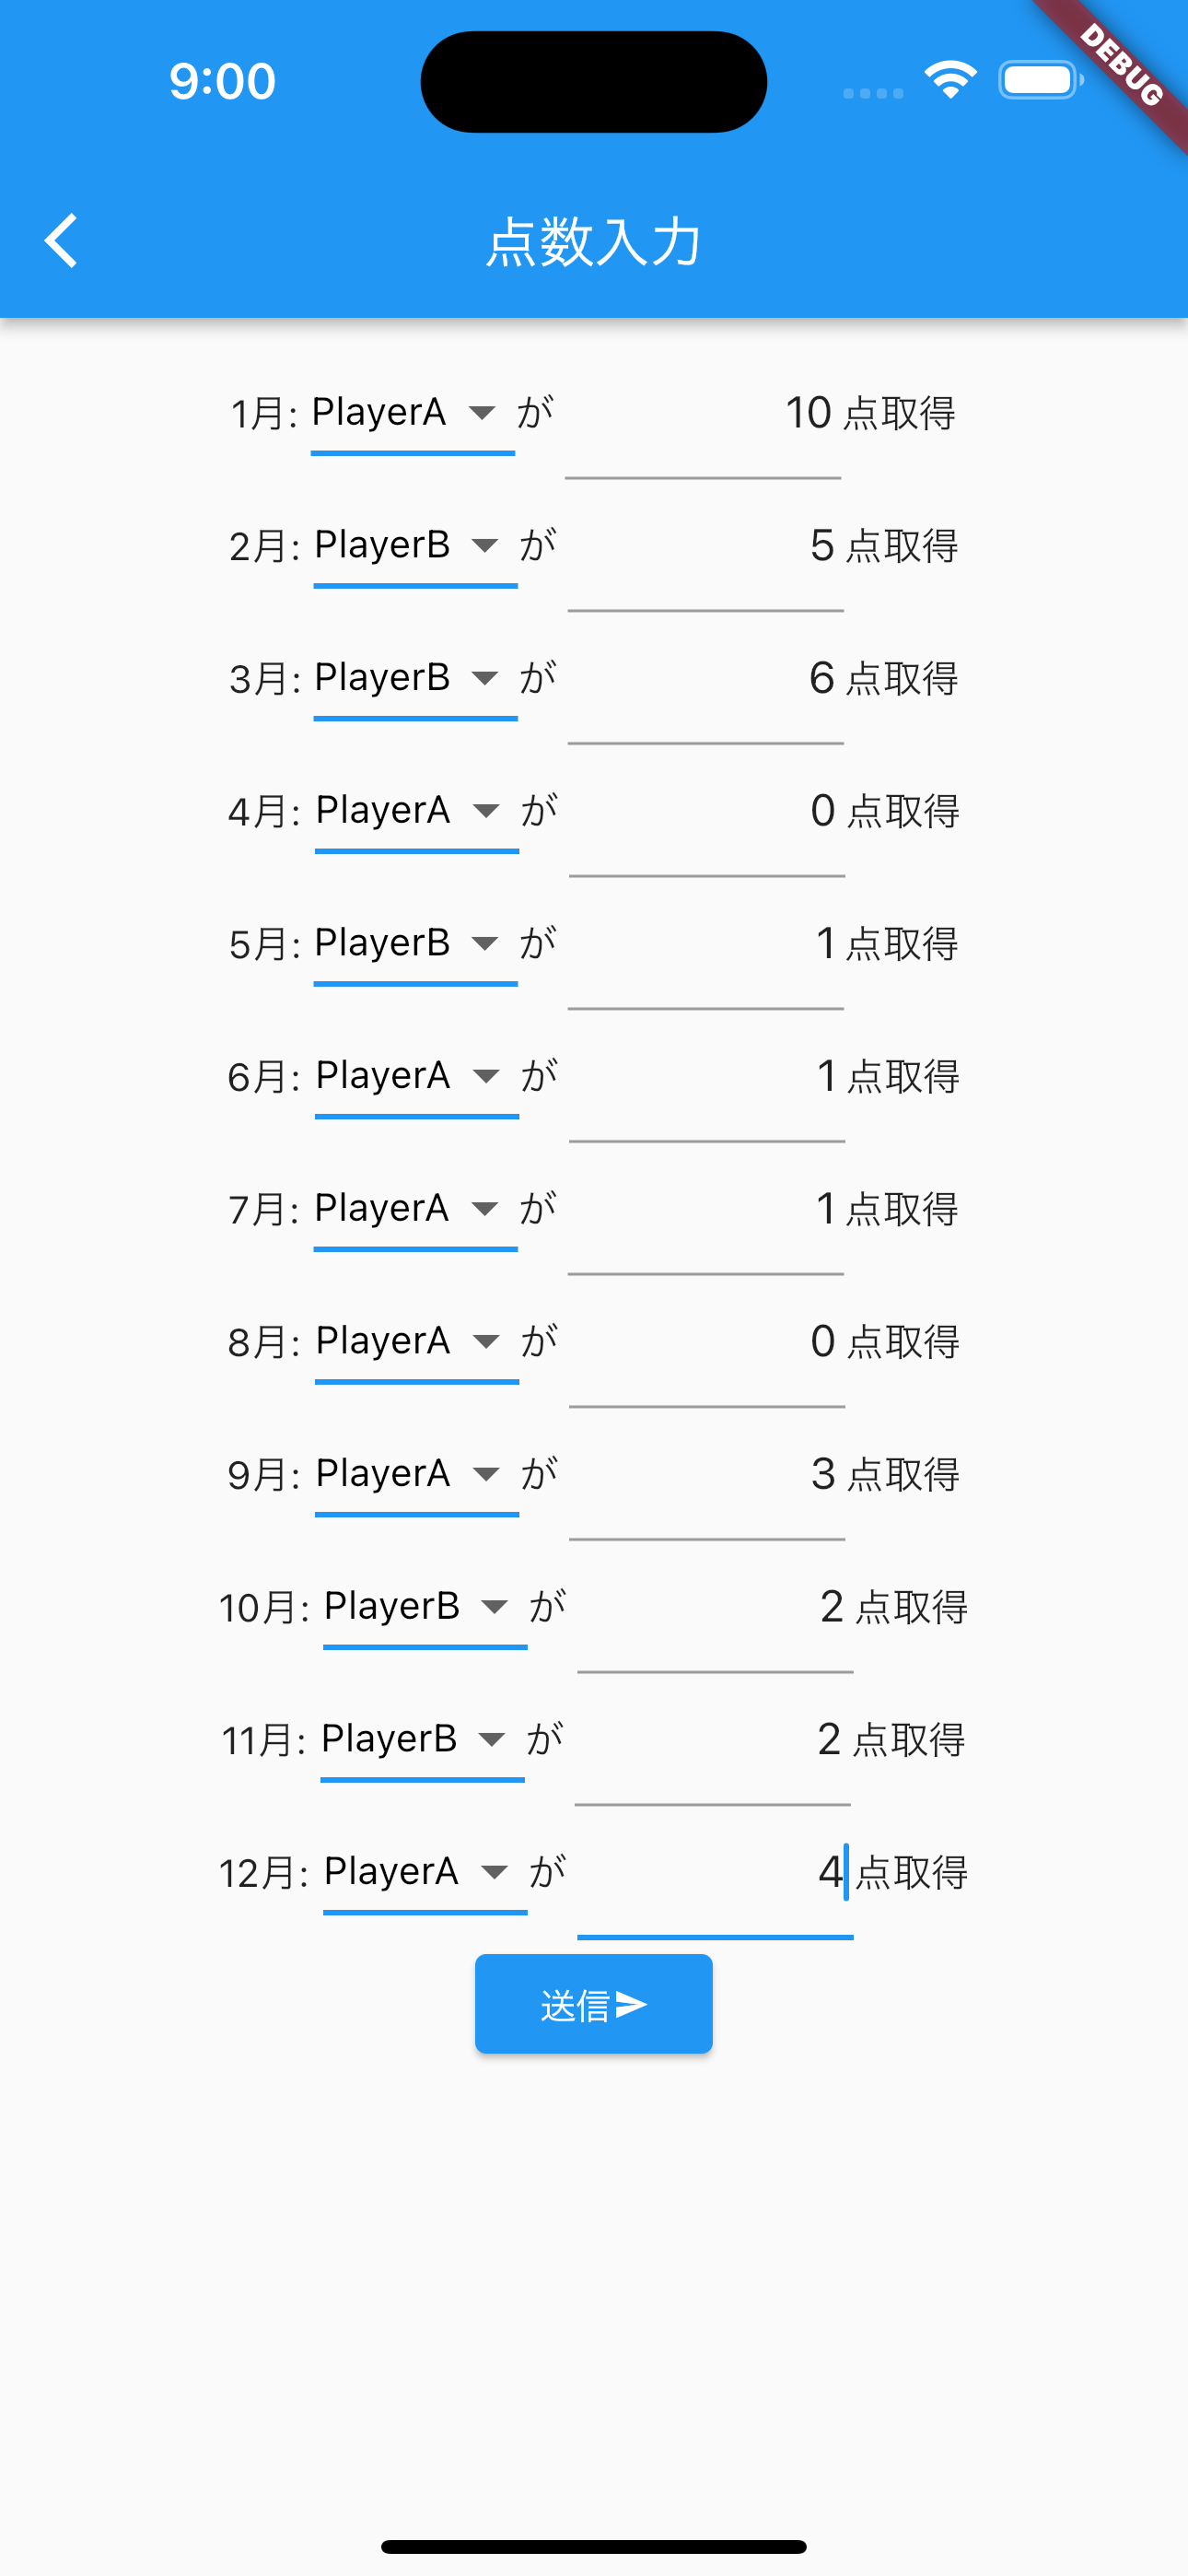 9:00
DEBUG
点数入力
1月: PlayerA が 10 点取得
2月: PlayerB が 5 点取得
3月: PlayerB が 6 点取得
4月: PlayerA が 0 点取得
5月: PlayerB が 1 点取得
6月: PlayerA が 1 点取得
7月: PlayerA が 1 点取得
8月: PlayerA が 0 点取得
9月: PlayerA が 3 点取得
10月: PlayerB が 2 点取得
11月: PlayerB が 2 点取得
12月: PlayerA が 4 点取得
送信